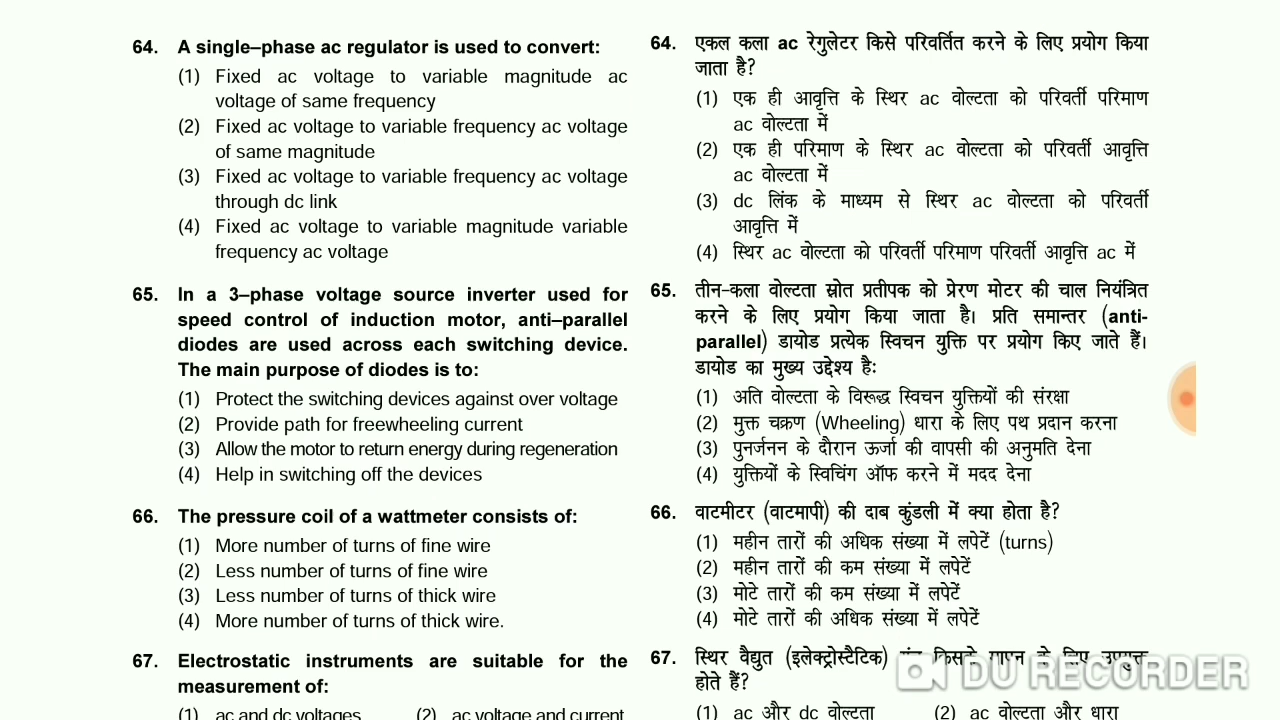 64. A single–phase ac regulator is used to convert:
(1) Fixed ac voltage to variable magnitude ac
voltage of same frequency
(2) Fixed ac voltage to variable frequency ac voltage
of same magnitude
(3) Fixed ac voltage to variable frequency ac voltage
through dc link
(4) Fixed ac voltage to variable magnitude variable
frequency ac voltage
65. In a 3–phase voltage source inverter used for
speed control of induction motor, anti–parallel
diodes are used across each switching device.
The main purpose of diodes is to:
(1) Protect the switching devices against over voltage
(2) Provide path for freewheeling current
(3) Allow the motor to return energy during regeneration
(4) Help in switching off the devices
66. The pressure coil of a wattmeter consists of:
(1) More number of turns of fine wire
(2) Less number of turns of fine wire
(3) Less number of turns of thick wire
(4) More number of turns of thick wire.
67. Electrostatic instruments are suitable for the
measurement of:
(1) ac and dc voltages (2) ac voltage and current
64. एकल कला ac रेगुलेटर किसे परिवर्तित करने के लिए प्रयोग किया
जाता है?
(1) एक ही आवृत्ति के स्थिर ac वोल्टता को परिवर्ती परिमाण
ac वोल्टता में
(2) एक ही परिमाण के स्थिर ac वोल्टता को परिवर्ती आवृत्ति
ac वोल्टता में
(3) dc लिंक के माध्यम से स्थिर ac वोल्टता को परिवर्ती
आवृत्ति में
(4) स्थिर ac वोल्टता को परिवर्ती परिमाण परिवर्ती आवृत्ति ac में
65. तीन-कला वोल्टता स्रोत प्रतीपक को प्रेरण मोटर की चाल नियंत्रित
करने के लिए प्रयोग किया जाता है। प्रति समान्तर (anti-
parallel) डायोड प्रत्येक स्विचन युक्ति पर प्रयोग किए जाते हैं।
डायोड का मुख्य उद्देश्य है:
(1) अति वोल्टता के विरूद्ध स्विचन युक्तियों की संरक्षा
(2) मुक्त चक्रण (Wheeling) धारा के लिए पथ प्रदान करना
(3) पुनर्जनन के दौरान ऊर्जा की वापसी की अनुमति देना
(4) युक्तियों के स्विचिंग ऑफ करने में मदद देना
66. वाटमीटर (वाटमापी) की दाब कुंडली में क्या होता है?
(1) महीन तारों की अधिक संख्या में लपेटें (turns)
(2) महीन तारों की कम संख्या में लपेटें
(3) मोटे तारों की कम संख्या में लपेटें
(4) मोटे तारों की अधिक संख्या में लपेटें
67. स्थिर वैद्युत (इलेक्ट्रोस्टैटिक) किसके मापन के लिए उपयुक्त
होते हैं?
(1) ac और dc वोल्टता (2) ac वोल्टता और धारा
DU RECORDER